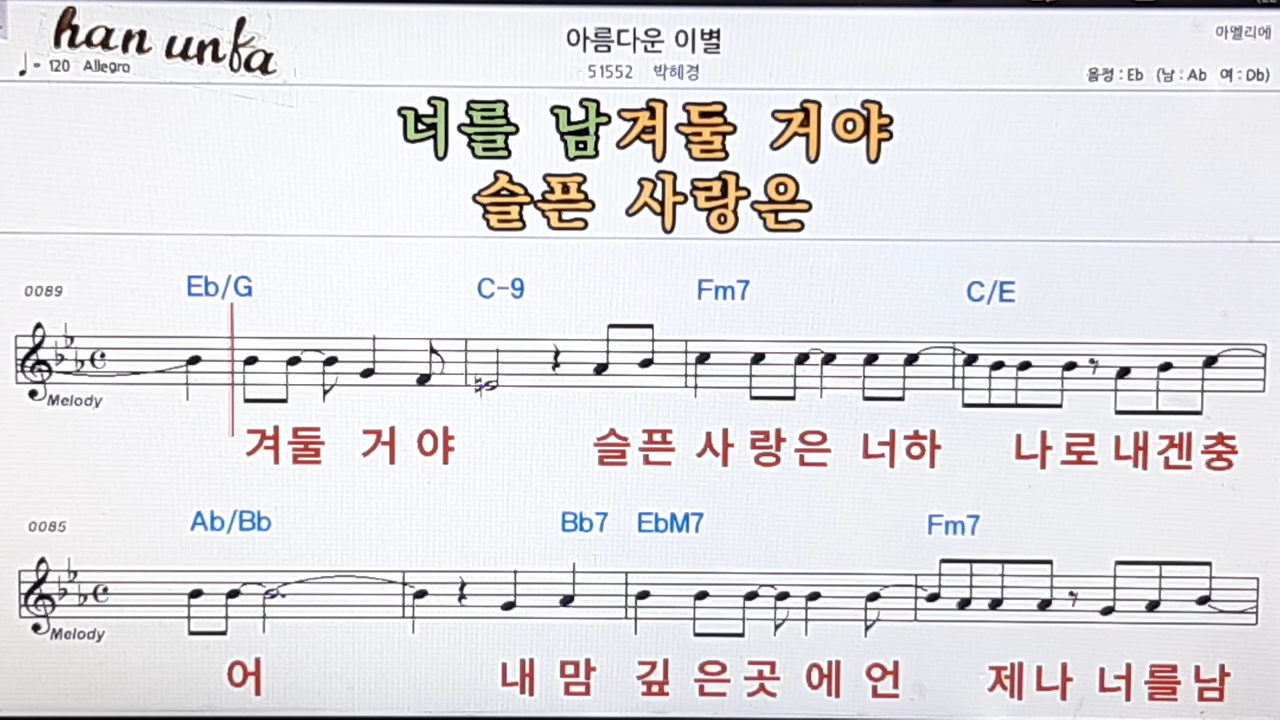 han unfa
♩= 120 Allegro
아름다운 이별
51552 박혜경
아멜리에
음정 : Eb (남 : Ab 여 : Db)
너를 남겨둘 거야
슬픈 사랑은
0089
Eb/G C-9 Fm7 C/E
Melody
겨둘 거 야 슬픈 사 랑은 너하 나로 내겐충
0085
Ab/Bb Bb7 EbM7 Fm7
Melody
어 내 맘 깊 은곳 에 언 제나 너를남